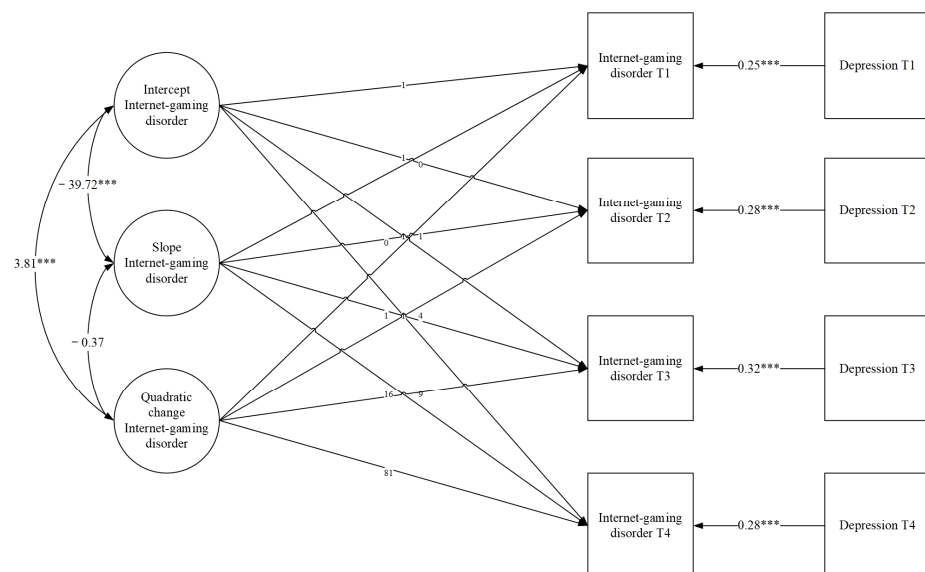 Intercept
Internet-gaming
disorder
Slope
Internet-gaming
disorder
Quadratic
change
Internet-gaming
disorder
− 39.72***
3.81***
− 0.37
1
1
0
0
1
1
1
4
16
9
81
Internet-gaming
disorder T1
Internet-gaming
disorder T2
Internet-gaming
disorder T3
Internet-gaming
disorder T4
0.25***
0.28***
0.32***
0.28***
Depression T1
Depression T2
Depression T3
Depression T4